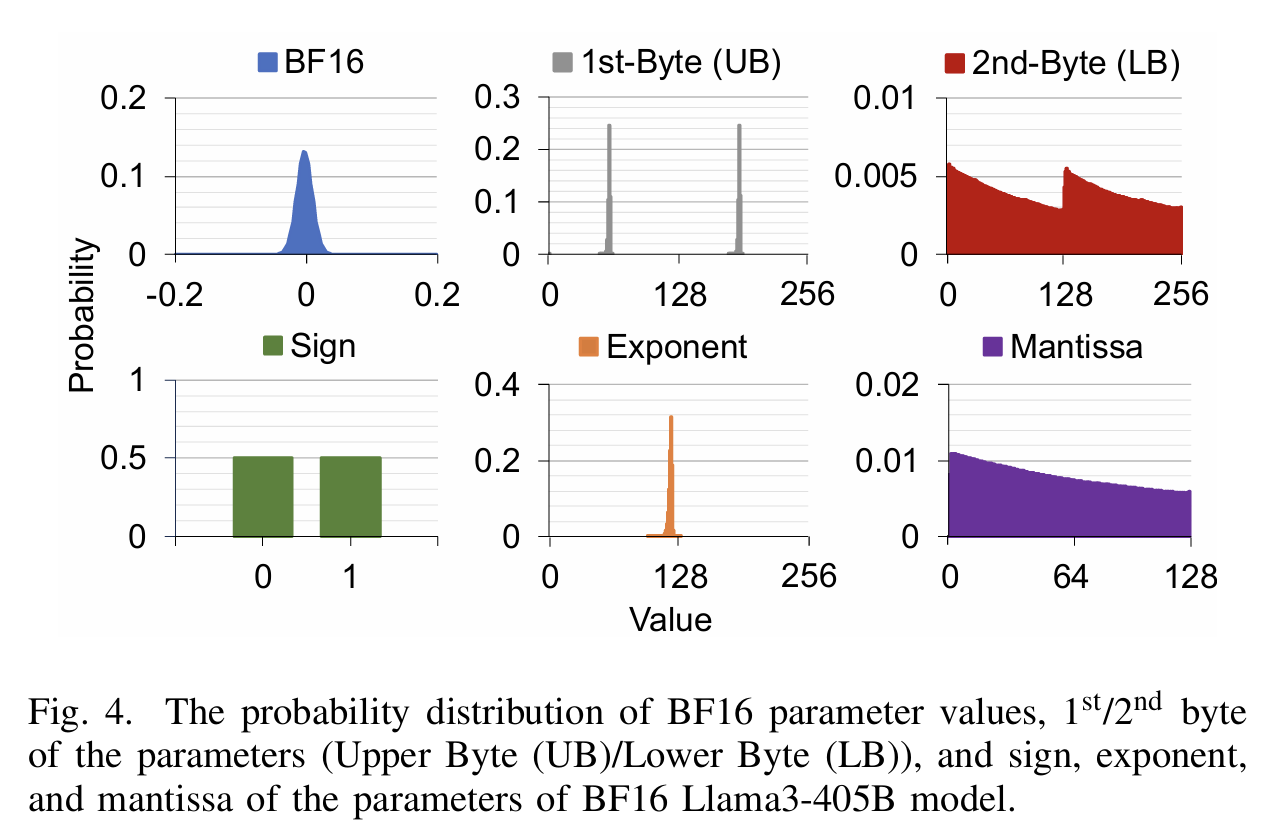 BF16
1st-Byte (UB)
2nd-Byte (LB)
0.2
0.1
0
-0.2 0 0.2
0.3
0.2
0.1
0
0 128 256
0.01
0.005
0
0 128 256
Probability
Sign
Exponent
Mantissa
1
0.5
0
0 1
0.4
0.2
0
0 128 256
0.02
0.01
0
0 64 128
Value
Fig. 4. The probability distribution of BF16 parameter values, 1st/2nd byte
of the parameters (Upper Byte (UB)/Lower Byte (LB)), and sign, exponent,
and mantissa of the parameters of BF16 Llama3-405B model.